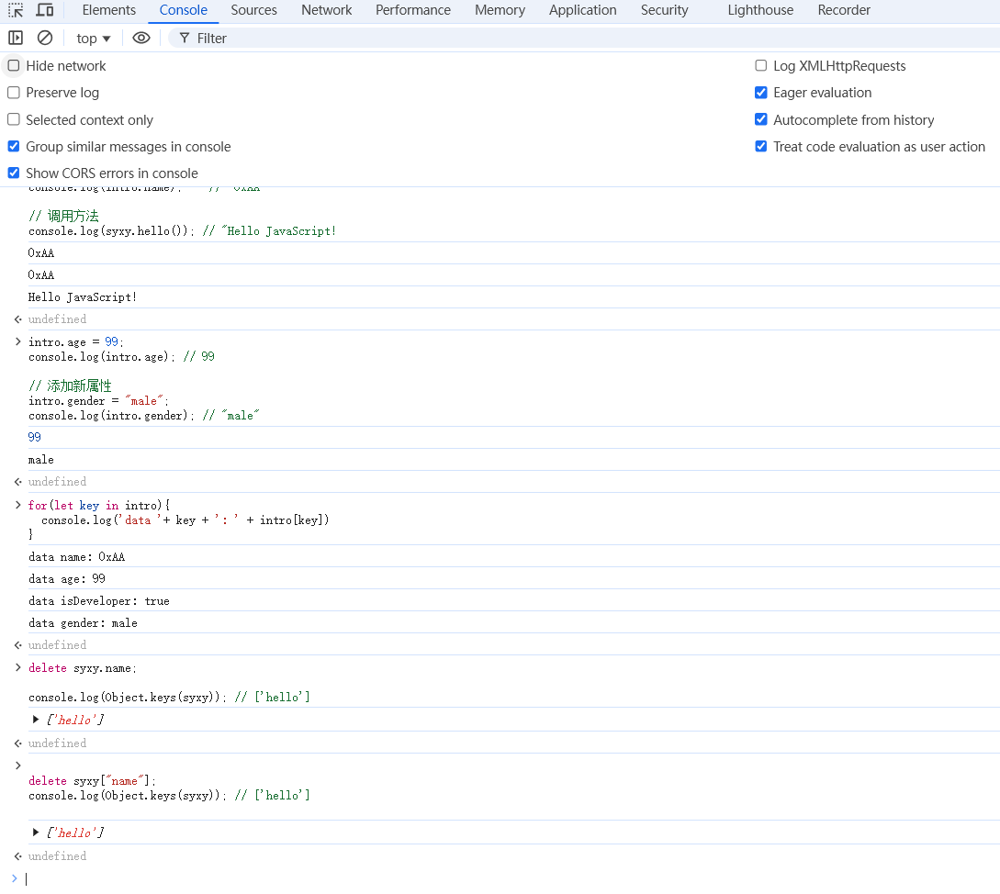 Elements Console Sources Network Performance Memory Application Security Lighthouse Recorder
top Filter
Hide network
Log XMLHttpRequests
Preserve log
Eager evaluation
Selected context only
Autocomplete from history
Group similar messages in console
Treat code evaluation as user action
Show CORS errors in console
console.log(intro.name); // "0xAA"
// 调用方法
console.log(syxy.hello()); // "Hello JavaScript!
0xAA
0xAA
Hello JavaScript!
undefined
intro.age = 99;
console.log(intro.age); // 99
// 添加新属性
intro.gender = "male";
console.log(intro.gender); // "male"
99
male
undefined
for(let key in intro){
console.log('data '+ key + ': ' + intro[key])
}
data name: 0xAA
data age: 99
data isDeveloper: true
data gender: male
undefined
delete syxy.name;
console.log(Object.keys(syxy)); // ['hello']
['hello']
undefined
delete syxy["name"];
console.log(Object.keys(syxy)); // ['hello']
['hello']
undefined